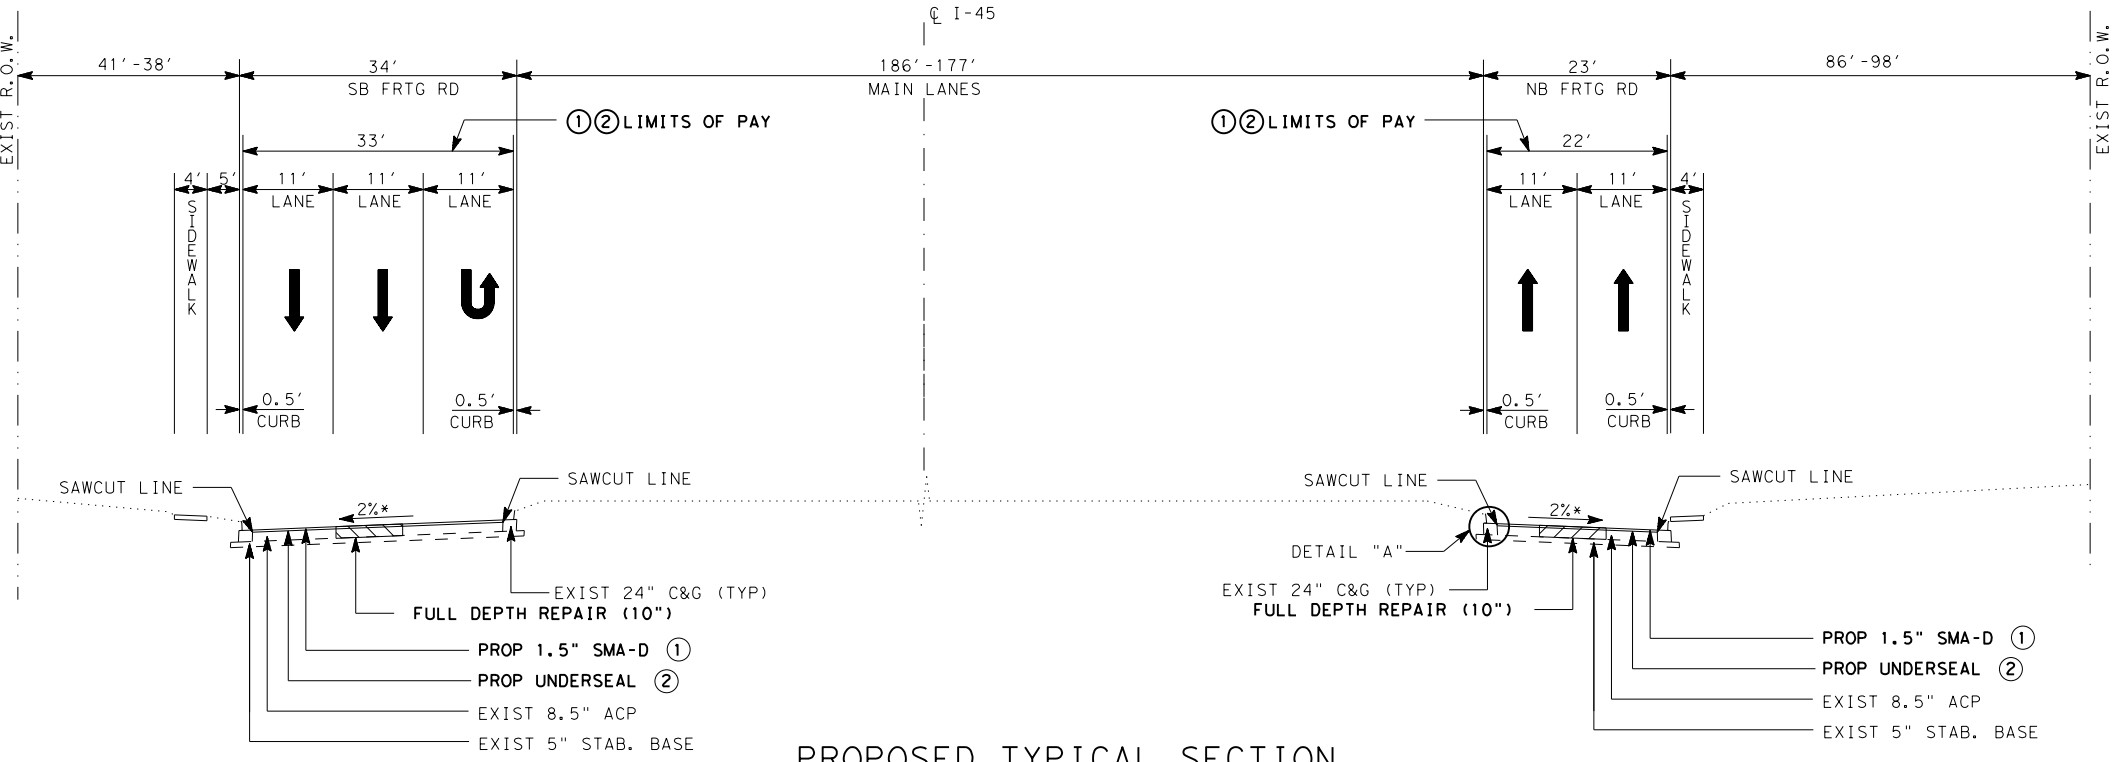 ℄ I-45
EXIST R.O.W.
41'-38'
34'
SB FRTG RD
186'-177'
MAIN LANES
23'
NB FRTG RD
86'-98'
EXIST R.O.W.
①②LIMITS OF PAY
①②LIMITS OF PAY
33'
22'
4'
5'
11'
LANE
11'
LANE
11'
LANE
11'
LANE
11'
LANE
4'
SIDEWALK
SIDEWALK
0.5'
CURB
0.5'
CURB
0.5'
CURB
0.5'
CURB
SAWCUT LINE
SAWCUT LINE
SAWCUT LINE
SAWCUT LINE
2%*
2%*
DETAIL "A"
EXIST 24" C&G (TYP)
FULL DEPTH REPAIR (10")
PROP 1.5" SMA-D ①
PROP UNDERSEAL ②
EXIST 8.5" ACP
EXIST 5" STAB. BASE
EXIST 24" C&G (TYP)
FULL DEPTH REPAIR (10")
PROP 1.5" SMA-D ①
PROP UNDERSEAL ②
EXIST 8.5" ACP
EXIST 5" STAB. BASE
PROPOSED TYPICAL SECTION